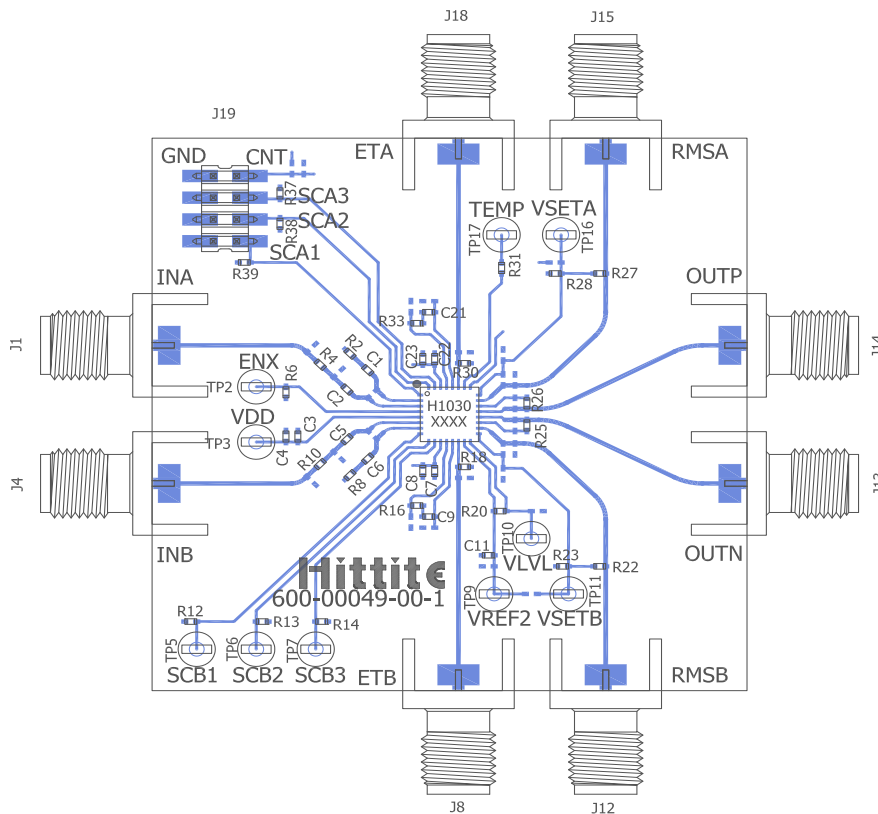 J18
J15
J19
GND
CNT
ETA
RMSA
R37
SCA3
SCA2
R38
SCA1
R39
TEMP
VSETA
TP17
TP16
R31
R28
R27
INA
OUTP
J1
J14
R33
C21
R2
R4
C1
C23
C22
R30
ENX
R6
TP2
C2
H1030
XXXX
R26
R25
VDD
TP3
C4
C3
C5
R10
C6
R8
R18
C8
C7
J4
J13
R16
C9
R20
TP10
VLVL
INB
OUTN
C11
R23
R22
Hittite
600-00049-00-1
TP9
TP11
VREF2
VSETB
R12
R13
R14
TP5
TP6
TP7
SCB1
SCB2
SCB3
ETB
RMSB
J8
J12